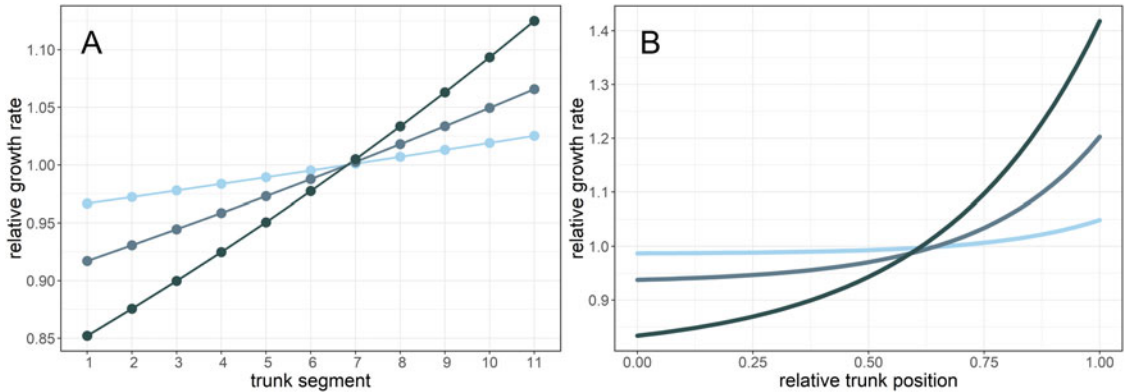 A
relative growth rate
1.10
1.05
1.00
0.95
0.90
0.85
1 2 3 4 5 6 7 8 9 10 11
trunk segment
B
relative growth rate
1.4
1.3
1.2
1.1
1.0
0.9
0.00 0.25 0.50 0.75 1.00
relative trunk position